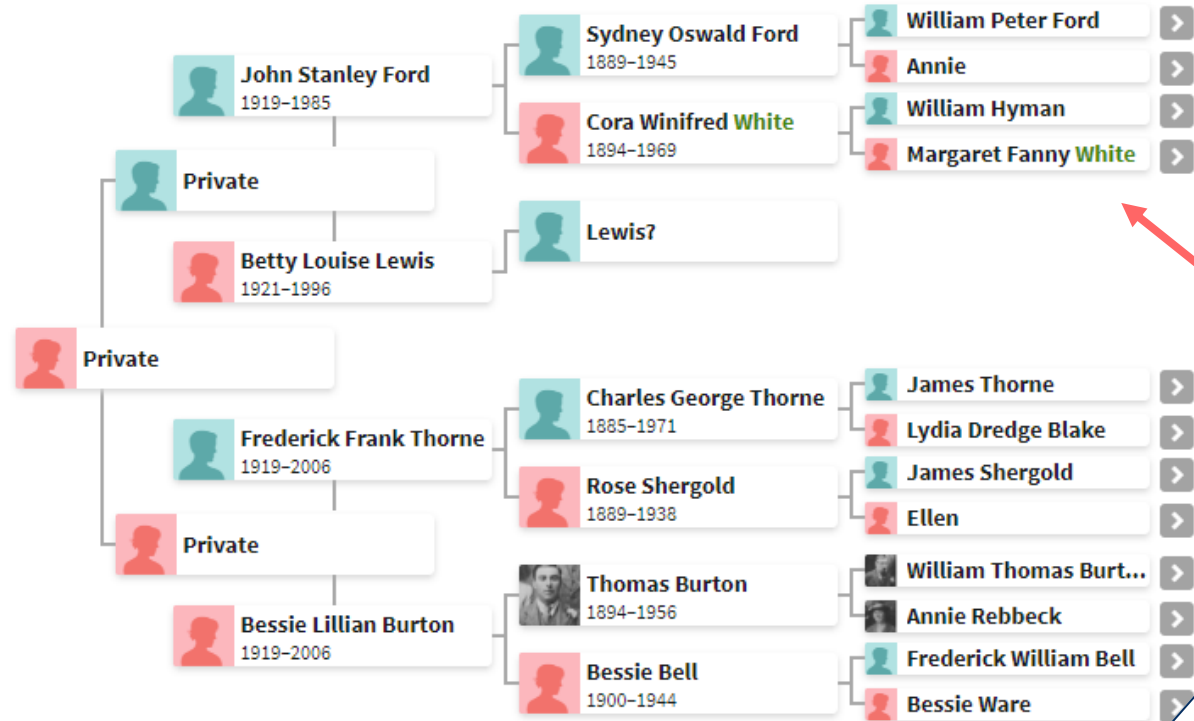 William Peter Ford
Sydney Oswald Ford
1889–1945
Annie
John Stanley Ford
1919–1985
William Hyman
Cora Winifred White
1894–1969
Margaret Fanny White
Private
Lewis?
Betty Louise Lewis
1921–1996
Private
James Thorne
Charles George Thorne
1885–1971
Lydia Dredge Blake
Frederick Frank Thorne
1919–2006
James Shergold
Rose Shergold
1889–1938
Ellen
Private
William Thomas Burt...
Thomas Burton
1894–1956
Annie Rebbeck
Bessie Lillian Burton
1919–2006
Frederick William Bell
Bessie Bell
1900–1944
Bessie Ware